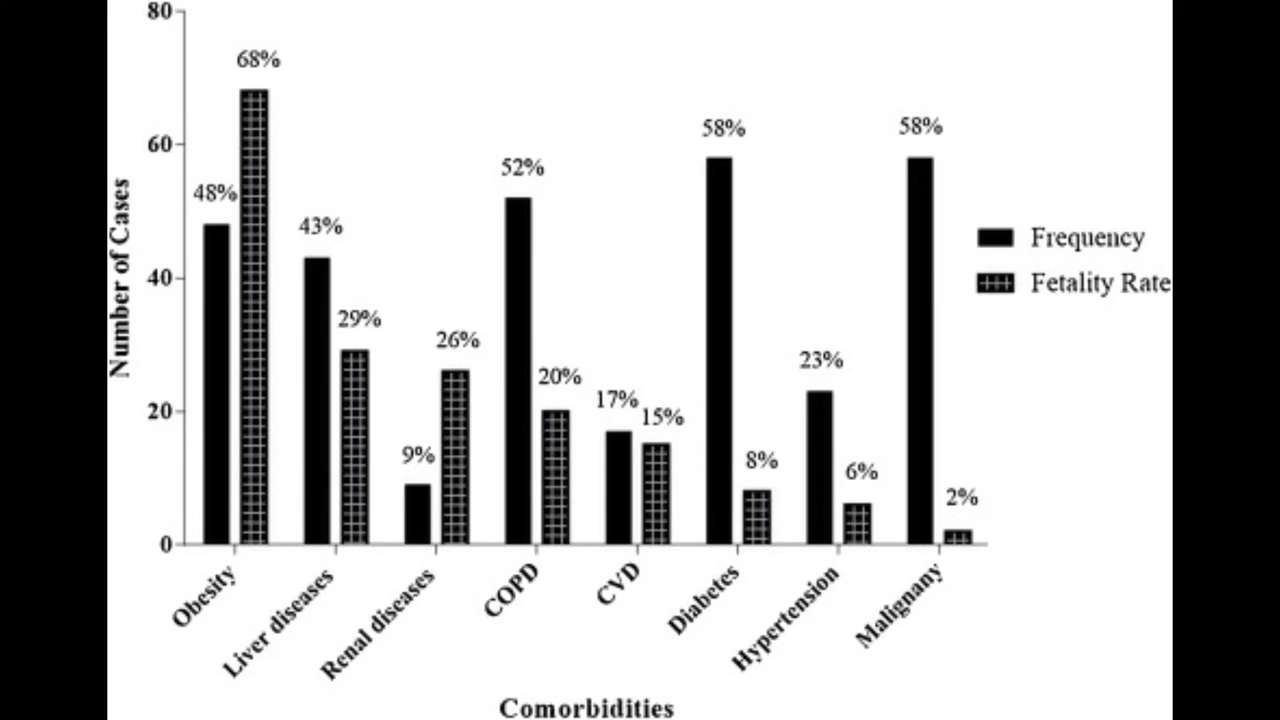 80
68%
60
58%
58%
52%
48%
43%
Number of Cases
Frequency
Fetality Rate
40
29%
26%
20%
23%
20
17%
15%
9%
8%
6%
2%
0
Obesity
Liver diseases
Renal diseases
COPD
CVD
Diabetes
Hypertension
Malignany
Comorbidities